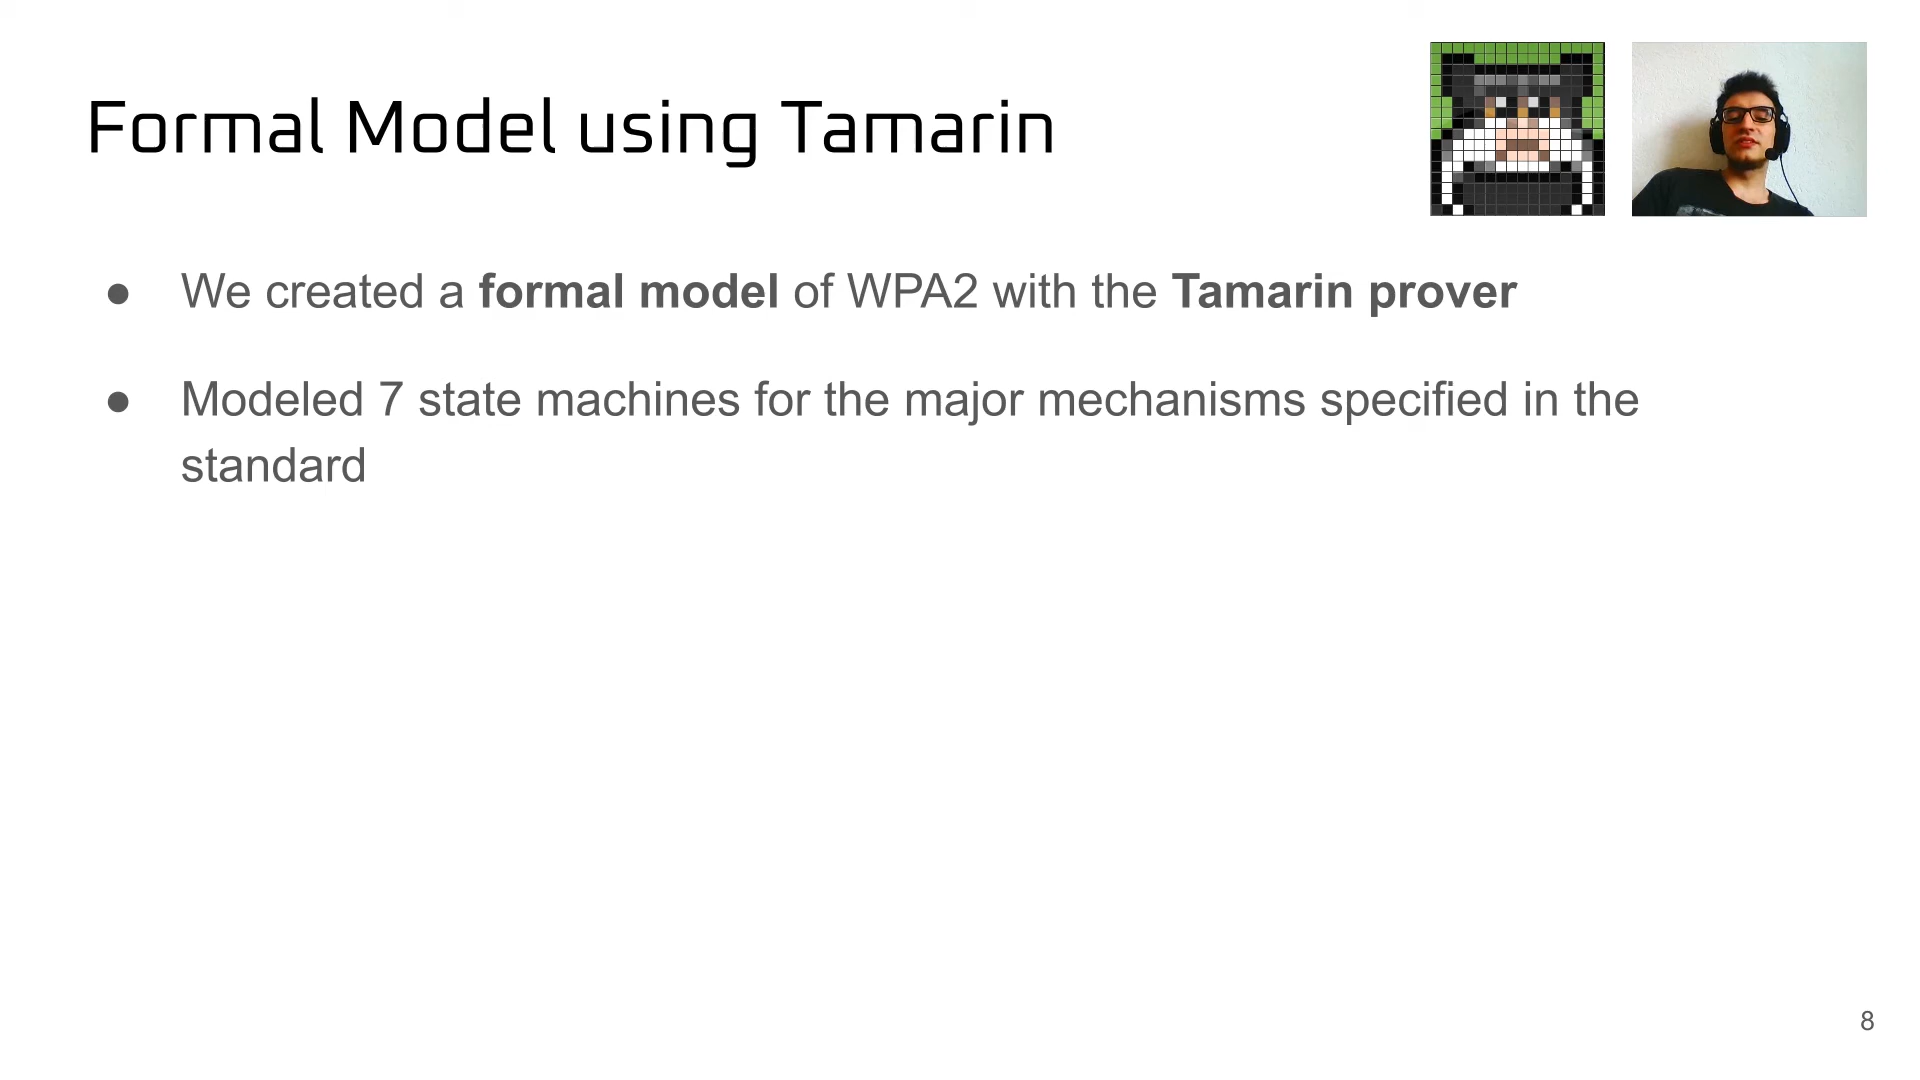 Formal Model using Tamarin
● We created a formal model of WPA2 with the Tamarin prover
● Modeled 7 state machines for the major mechanisms specified in the
standard
8